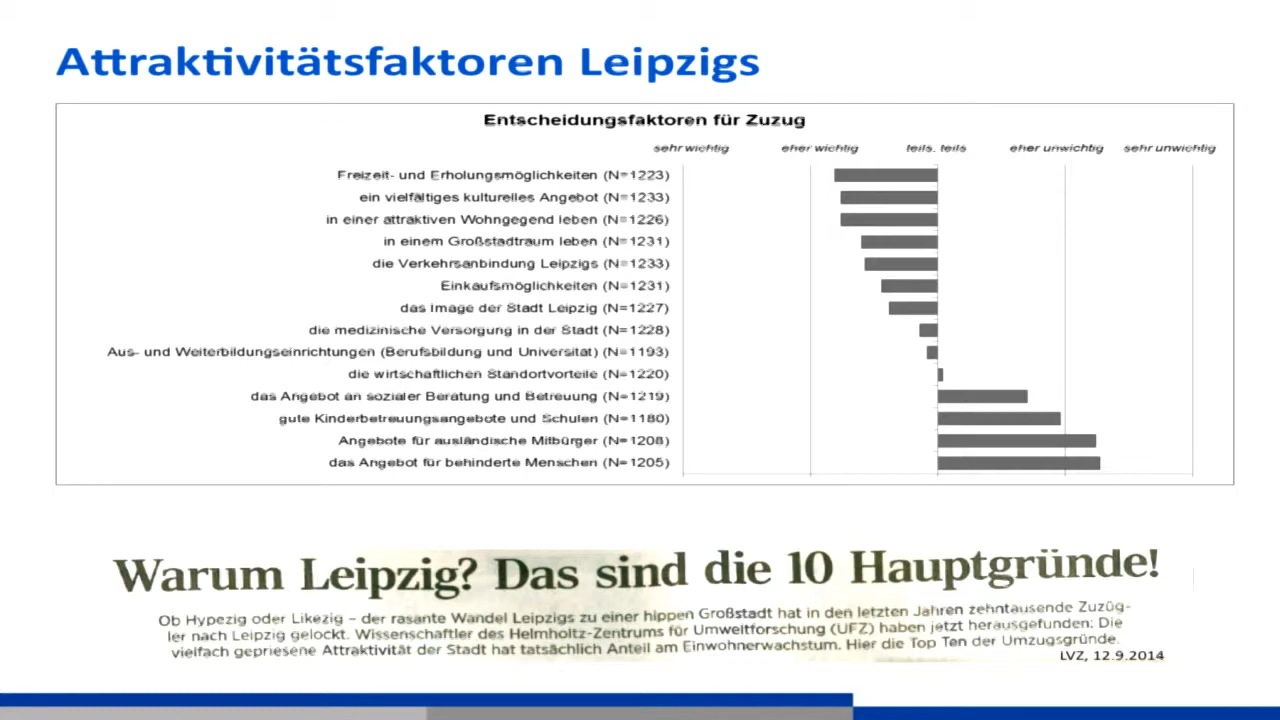 Attraktivitätsfaktoren Leipzigs
Entscheidungsfaktoren für Zuzug
sehr wichtig eher wichtig teils, teils eher unwichtig sehr unwichtig
Freizeit- und Erholungsmöglichkeiten (N=1223)
ein vielfältiges kulturelles Angebot (N=1233)
in einer attraktiven Wohngegend leben (N=1226)
in einem Großstadtraum leben (N=1231)
die Verkehrsanbindung Leipzigs (N=1233)
Einkaufsmöglichkeiten (N=1231)
das Image der Stadt Leipzig (N=1227)
die medizinische Versorgung in der Stadt (N=1228)
Aus- und Weiterbildungseinrichtungen (Berufsbildung und Universität) (N=1193)
die wirtschaftlichen Standortvorteile (N=1220)
das Angebot an sozialer Beratung und Betreuung (N=1219)
gute Kinderbetreuungsangebote und Schulen (N=1180)
Angebote für ausländische Mitbürger (N=1208)
das Angebot für behinderte Menschen (N=1205)
Warum Leipzig? Das sind die 10 Hauptgründe!
Ob Hypezig oder Likezig – der rasante Wandel Leipzigs zu einer hippen Großstadt hat in den letzten Jahren zehntausende Zuzüg-
ler nach Leipzig gelockt. Wissenschaftler des Helmholtz-Zentrums für Umweltforschung (UFZ) haben jetzt herausgefunden: Die
vielfach gepriesene Attraktivität der Stadt hat tatsächlich Anteil am Einwohnerwachstum. Hier die Top Ten der Umzugsgründe.
LVZ, 12.9.2014